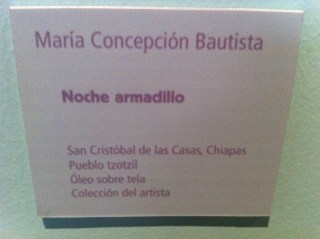 María Concepción Bautista
Noche armadillo
San Cristóbal de las Casas, Chiapas
Pueblo tzotzil
Óleo sobre tela
Colección del artista